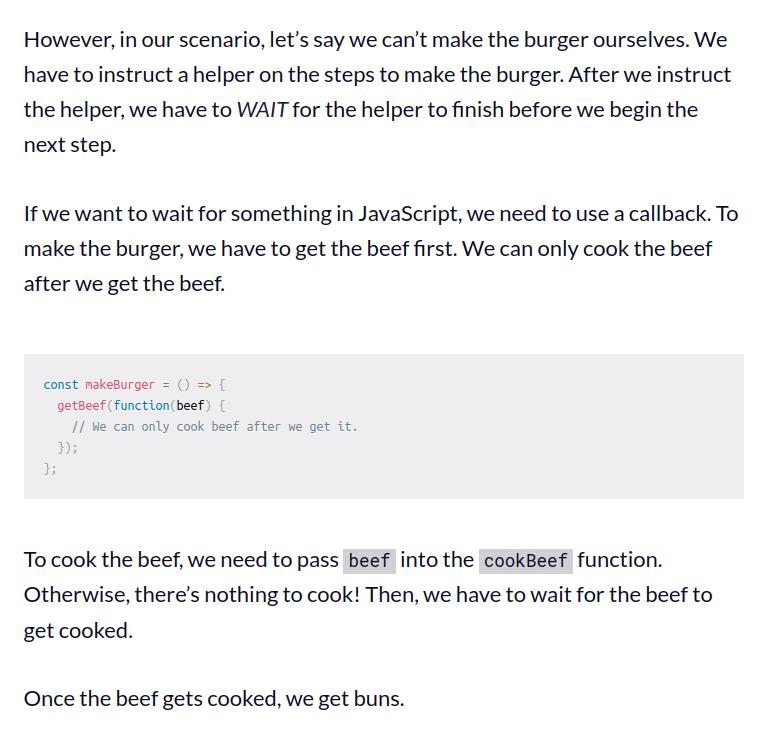 However, in our scenario, let’s say we can’t make the burger ourselves. We
have to instruct a helper on the steps to make the burger. After we instruct
the helper, we have to WAIT for the helper to finish before we begin the
next step.
If we want to wait for something in JavaScript, we need to use a callback. To
make the burger, we have to get the beef first. We can only cook the beef
after we get the beef.
const makeBurger = () => {
  getBeef(function(beef) {
    // We can only cook beef after we get it.
  });
};
To cook the beef, we need to pass beef into the cookBeef function.
Otherwise, there’s nothing to cook! Then, we have to wait for the beef to
get cooked.
Once the beef gets cooked, we get buns.